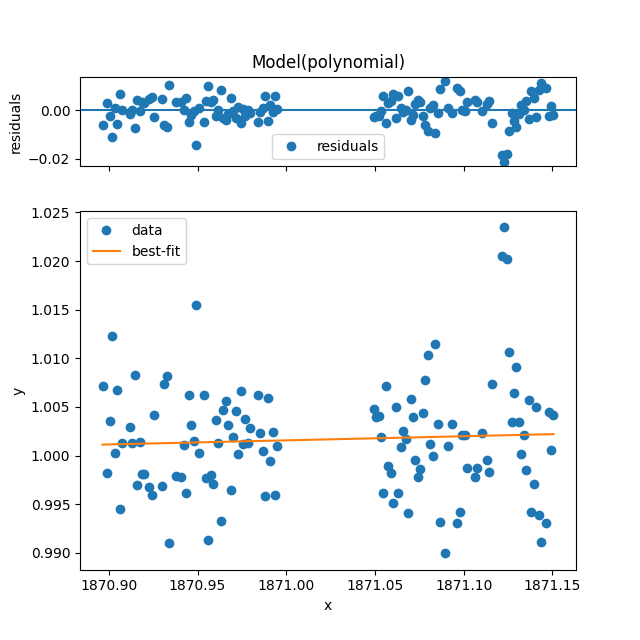 Model(polynomial)
residuals
0.00
−0.02
residuals
1.025
1.020
1.015
1.010
1.005
1.000
0.995
0.990
y
data
best-fit
1870.90 1870.95 1871.00 1871.05 1871.10 1871.15
x